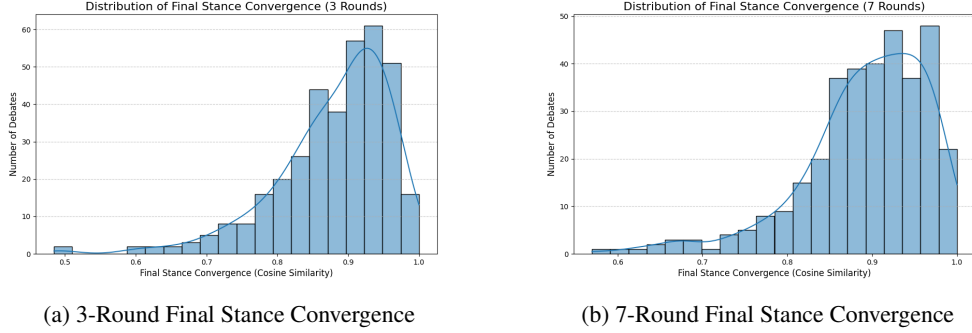 Distribution of Final Stance Convergence (3 Rounds)
Number of Debates
60
50
40
30
20
10
0
0.5 0.6 0.7 0.8 0.9 1.0
Final Stance Convergence (Cosine Similarity)
(a) 3-Round Final Stance Convergence
Distribution of Final Stance Convergence (7 Rounds)
Number of Debates
50
40
30
20
10
0
0.6 0.7 0.8 0.9 1.0
Final Stance Convergence (Cosine Similarity)
(b) 7-Round Final Stance Convergence